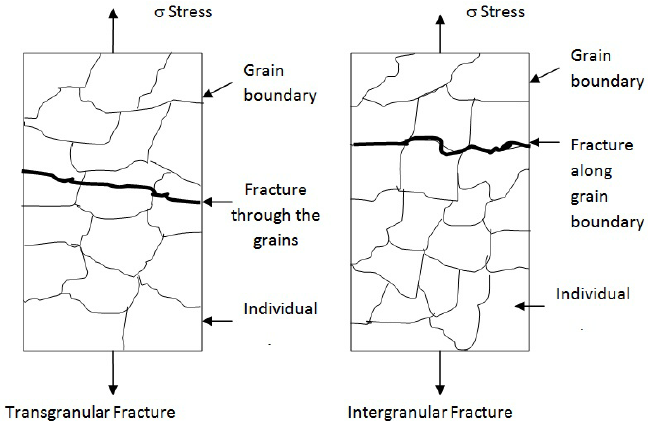 σ Stress
Grain
boundary
Fracture
through the
grains
Individual
Transgranular Fracture
σ Stress
Grain
boundary
Fracture
along
grain
boundary
Individual
Intergranular Fracture